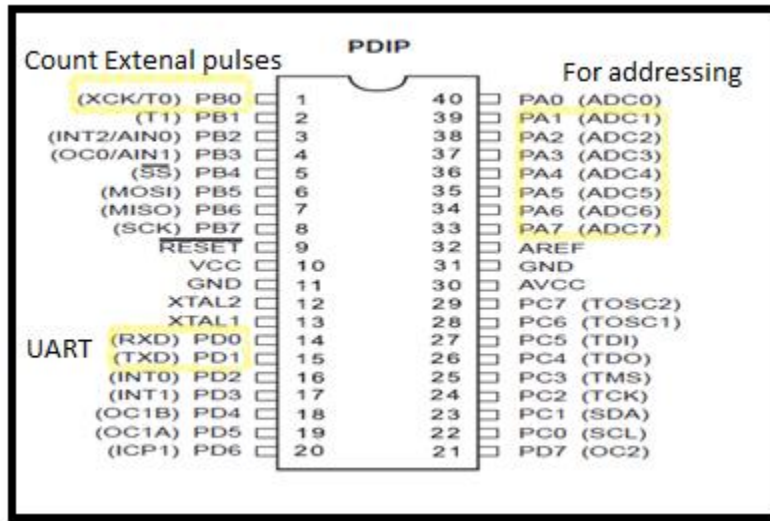 PDIP
Count Extenal pulses
For addressing
(XCK/T0) PB0 1 40 PA0 (ADC0)
(T1) PB1 2 39 PA1 (ADC1)
(INT2/AIN0) PB2 3 38 PA2 (ADC2)
(OC0/AIN1) PB3 4 37 PA3 (ADC3)
(SS) PB4 5 36 PA4 (ADC4)
(MOSI) PB5 6 35 PA5 (ADC5)
(MISO) PB6 7 34 PA6 (ADC6)
(SCK) PB7 8 33 PA7 (ADC7)
RESET 9 32 AREF
VCC 10 31 GND
GND 11 30 AVCC
XTAL2 12 29 PC7 (TOSC2)
XTAL1 13 28 PC6 (TOSC1)
UART
(RXD) PD0 14 27 PC5 (TDI)
(TXD) PD1 15 26 PC4 (TDO)
(INT0) PD2 16 25 PC3 (TMS)
(INT1) PD3 17 24 PC2 (TCK)
(OC1B) PD4 18 23 PC1 (SDA)
(OC1A) PD5 19 22 PC0 (SCL)
(ICP1) PD6 20 21 PD7 (OC2)